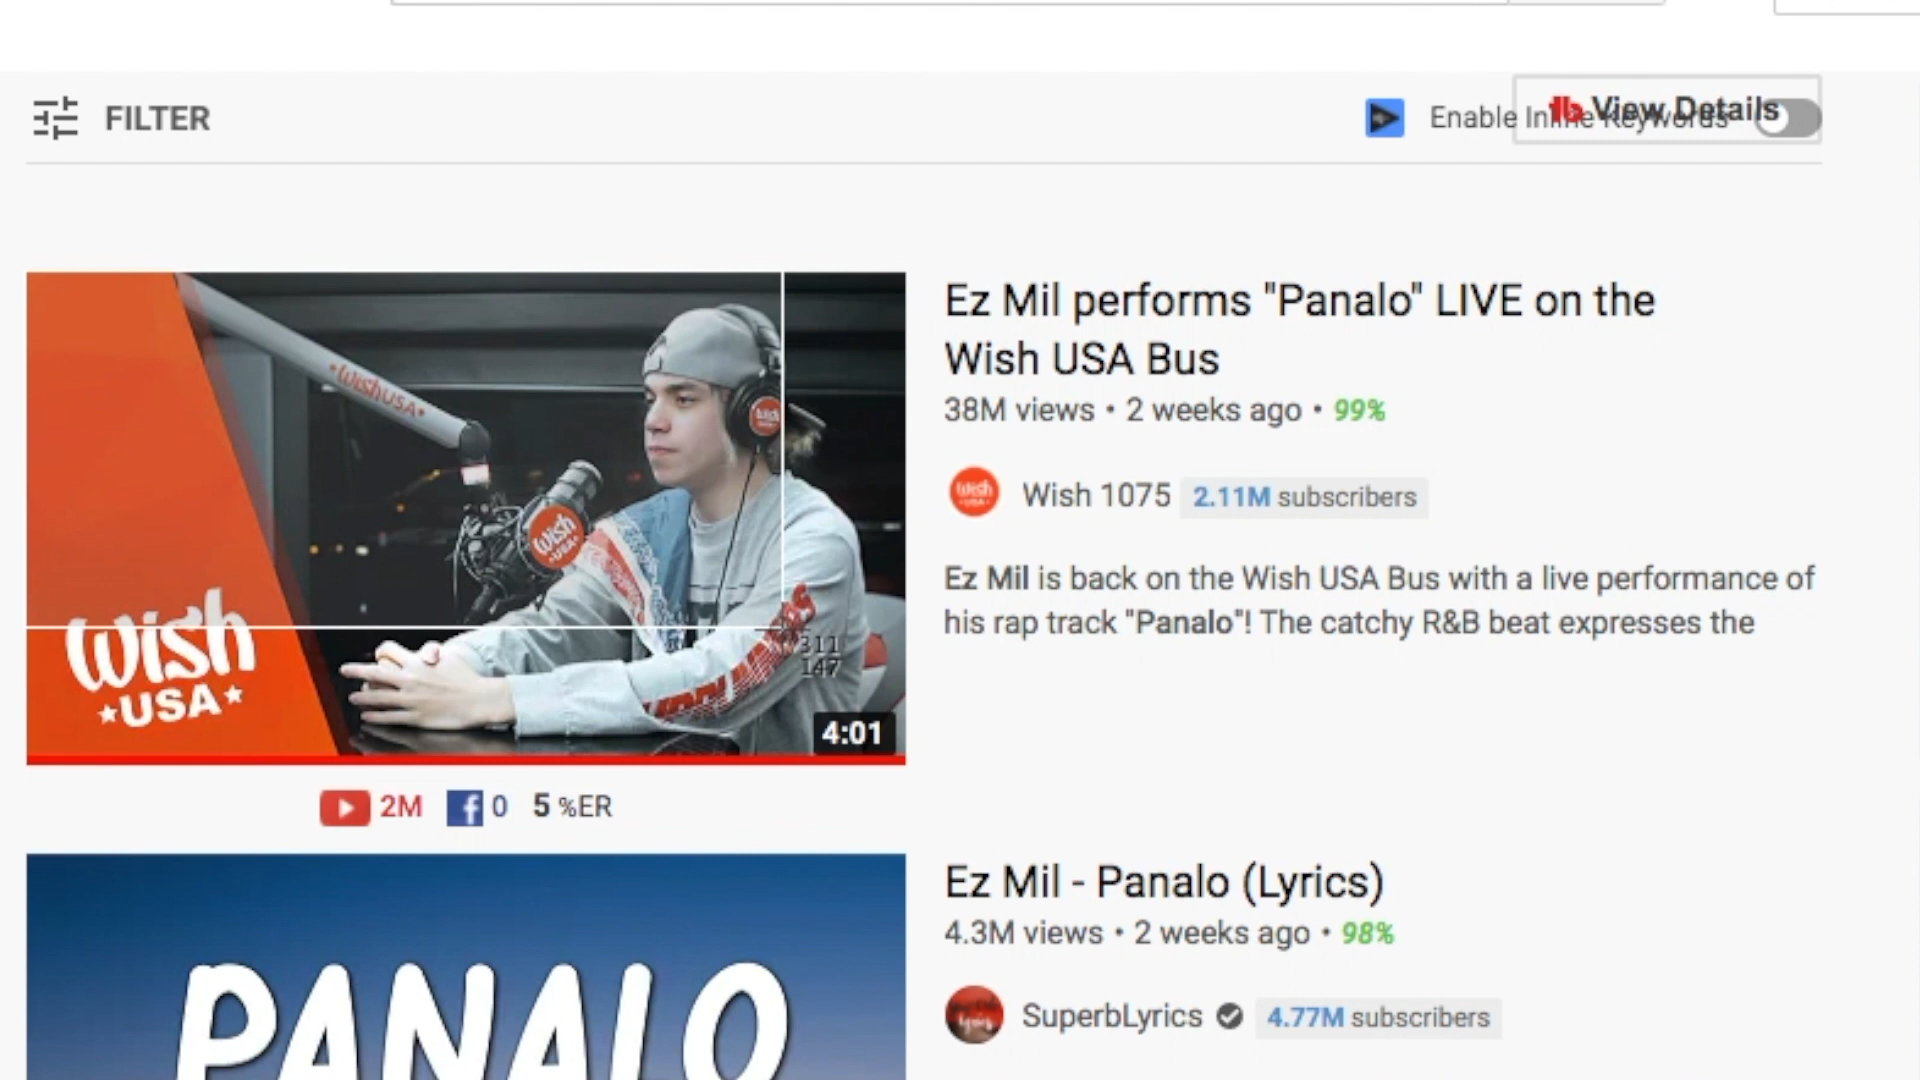 FILTER
Enable Inline Keywords
View Details
Ez Mil performs "Panalo" LIVE on the
Wish USA Bus
38M views • 2 weeks ago • 99%
Wish 1075 2.11M subscribers
Ez Mil is back on the Wish USA Bus with a live performance of
his rap track "Panalo"! The catchy R&B beat expresses the
WishUSA
Wish
Wish
USA
Wish
USA
311
147
4:01
2M 0 5 %ER
Ez Mil - Panalo (Lyrics)
4.3M views • 2 weeks ago • 98%
SuperbLyrics 4.77M subscribers
PANALO